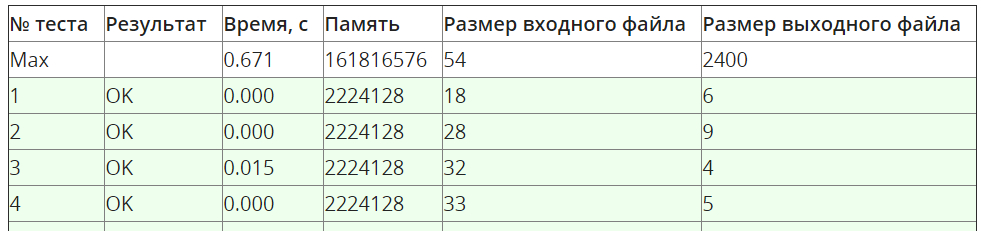 № теста Результат Время, с Память Размер входного файла Размер выходного файла
Max 0.671 161816576 54 2400
1 OK 0.000 2224128 18 6
2 OK 0.000 2224128 28 9
3 OK 0.015 2224128 32 4
4 OK 0.000 2224128 33 5